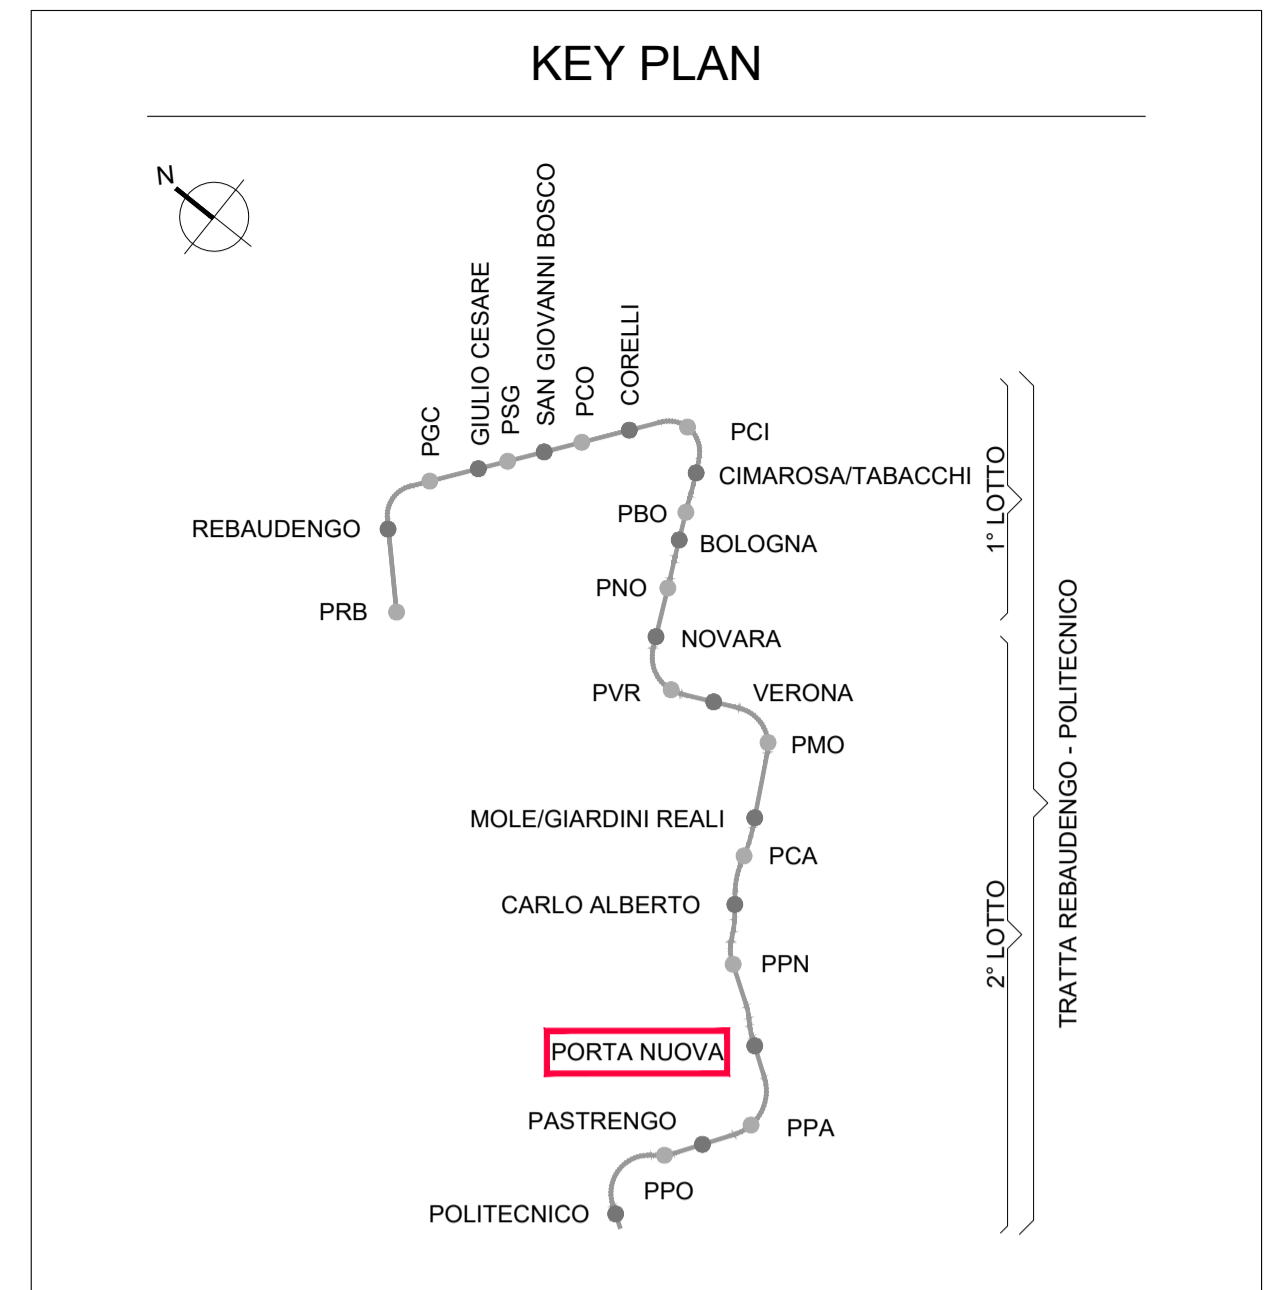 KEY PLAN
N
PGC
GIULIO CESARE
PSG
SAN GIOVANNI BOSCO
PCO
CORELLI
PCI
CIMAROSA/TABACCHI
REBAUDENGO
PBO
BOLOGNA
PNO
PRB
NOVARA
PVR
VERONA
PMO
MOLE/GIARDINI REALI
PCA
CARLO ALBERTO
PPN
PORTA NUOVA
PASTRENGO
PPA
PPO
POLITECNICO
1° LOTTO
2° LOTTO
TRATTA REBAUDENGO - POLITECNICO